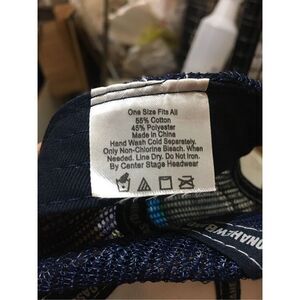 One Size Fits All
55% Cotton
45% Polyester
Made in China
Hand Wash Cold Separately.
Only Non-Chlorine Bleach. When
Needed. Line Dry. Do Not Iron.
By Center Stage Headwear